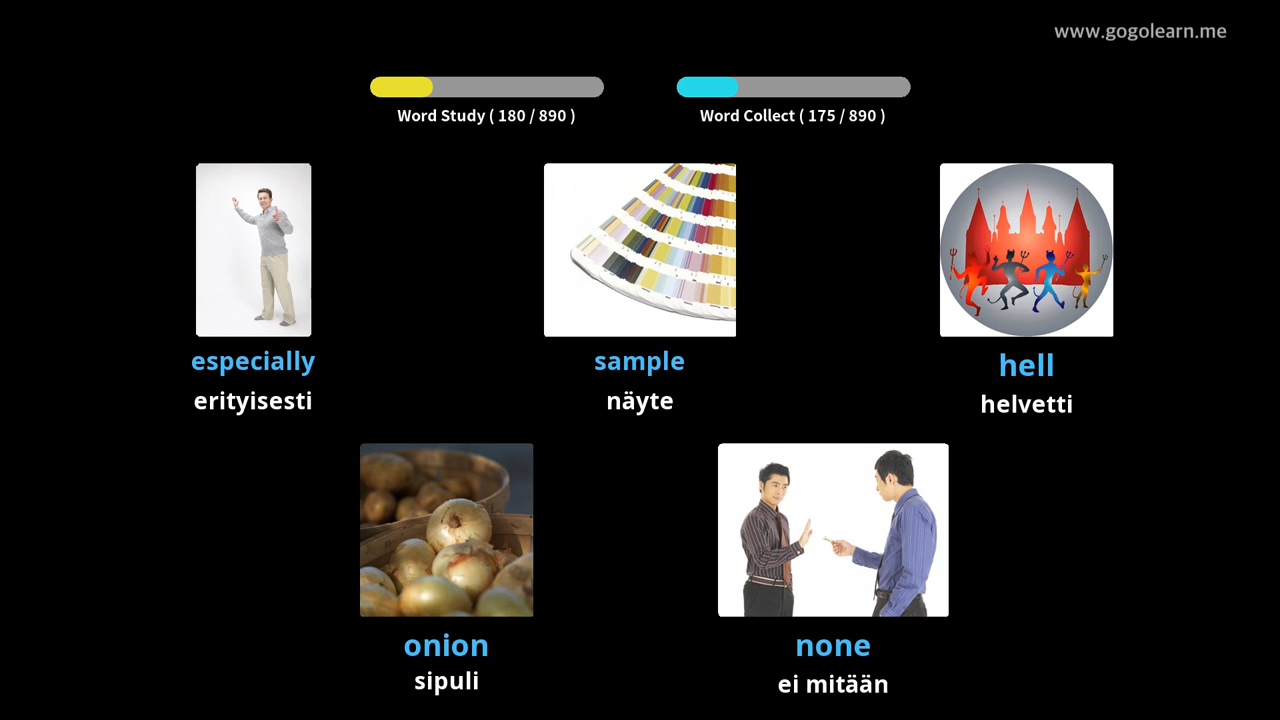 www.gogolearn.me
Word Study ( 180 / 890 )
Word Collect ( 175 / 890 )
especially
erityisesti
sample
näyte
hell
helvetti
onion
sipuli
none
ei mitään